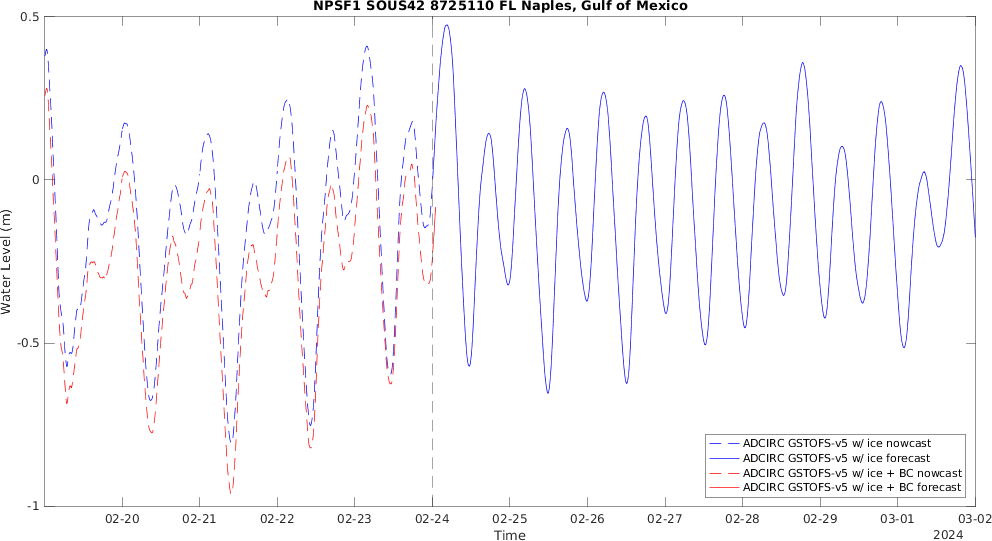 NPSF1 SOUS42 8725110 FL Naples, Gulf of Mexico
Water Level (m)
0.5
0
-0.5
-1
02-20 02-21 02-22 02-23 02-24 02-25 02-26 02-27 02-28 02-29 03-01 03-02
Time
2024
ADCIRC GSTOFS-v5 w/ ice nowcast
ADCIRC GSTOFS-v5 w/ ice forecast
ADCIRC GSTOFS-v5 w/ ice + BC nowcast
ADCIRC GSTOFS-v5 w/ ice + BC forecast